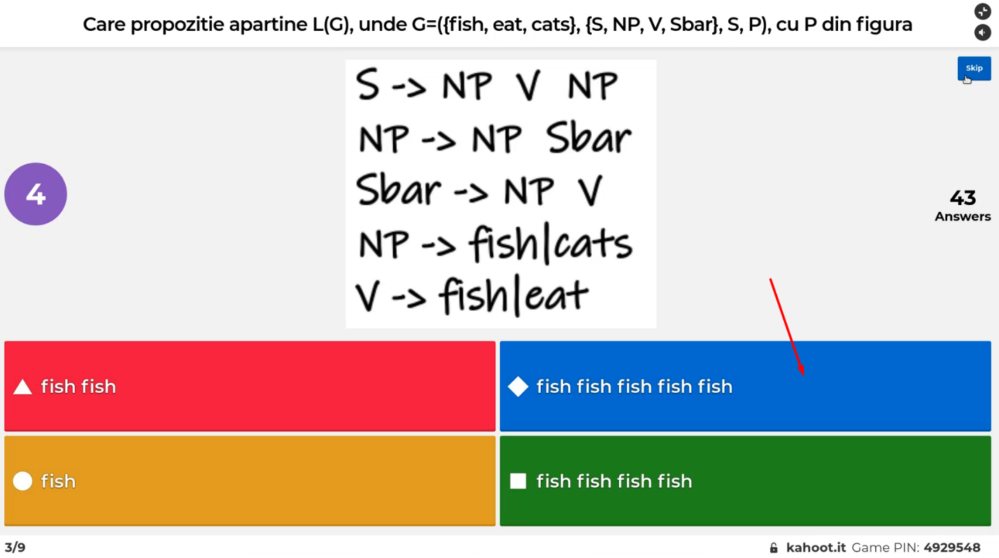 Care propozitie apartine L(G), unde G=({fish, eat, cats}, {S, NP, V, Sbar}, S, P), cu P din figura
Skip
S -> NP V NP
NP -> NP Sbar
Sbar -> NP V
NP -> fish|cats
V -> fish|eat
4
43
Answers
fish fish
fish fish fish fish fish
fish
fish fish fish fish
3/9
kahoot.it Game PIN: 4929548